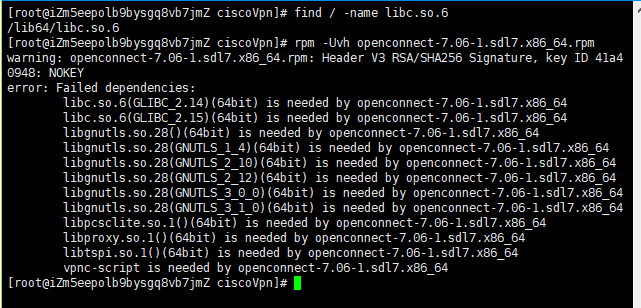 [root@iZm5eepolb9bysgq8vb7jmZ ciscoVpn]# find / -name libc.so.6
/lib64/libc.so.6
[root@iZm5eepolb9bysgq8vb7jmZ ciscoVpn]# rpm -Uvh openconnect-7.06-1.sdl7.x86_64.rpm
warning: openconnect-7.06-1.sdl7.x86_64.rpm: Header V3 RSA/SHA256 Signature, key ID 41a4
0948: NOKEY
error: Failed dependencies:
libc.so.6(GLIBC_2.14)(64bit) is needed by openconnect-7.06-1.sdl7.x86_64
libc.so.6(GLIBC_2.15)(64bit) is needed by openconnect-7.06-1.sdl7.x86_64
libgnutls.so.28()(64bit) is needed by openconnect-7.06-1.sdl7.x86_64
libgnutls.so.28(GNUTLS_1_4)(64bit) is needed by openconnect-7.06-1.sdl7.x86_64
libgnutls.so.28(GNUTLS_2_10)(64bit) is needed by openconnect-7.06-1.sdl7.x86_64
libgnutls.so.28(GNUTLS_2_12)(64bit) is needed by openconnect-7.06-1.sdl7.x86_64
libgnutls.so.28(GNUTLS_3_0_0)(64bit) is needed by openconnect-7.06-1.sdl7.x86_64
libgnutls.so.28(GNUTLS_3_1_0)(64bit) is needed by openconnect-7.06-1.sdl7.x86_64
libpcsclite.so.1()(64bit) is needed by openconnect-7.06-1.sdl7.x86_64
libproxy.so.1()(64bit) is needed by openconnect-7.06-1.sdl7.x86_64
libtspi.so.1()(64bit) is needed by openconnect-7.06-1.sdl7.x86_64
vpnc-script is needed by openconnect-7.06-1.sdl7.x86_64
[root@iZm5eepolb9bysgq8vb7jmZ ciscoVpn]#